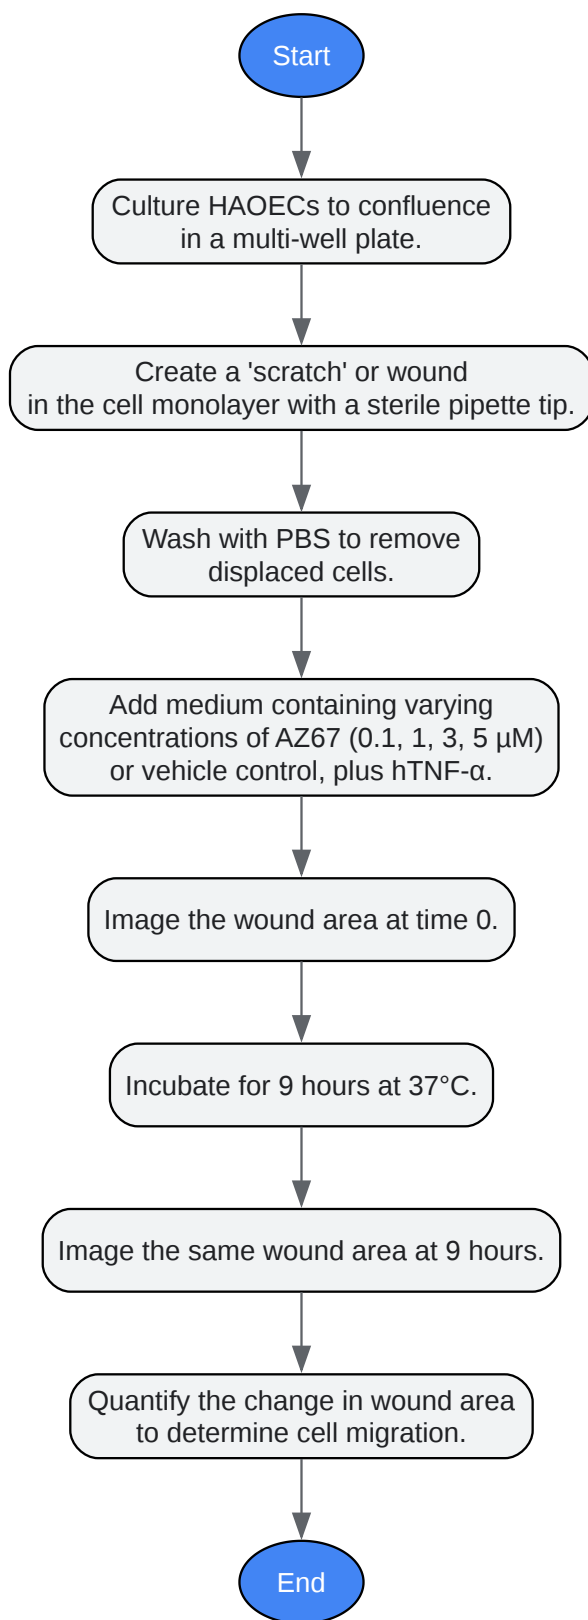 Start
Culture HAOECs to confluence
in a multi-well plate.
Create a 'scratch' or wound
in the cell monolayer with a sterile pipette tip.
Wash with PBS to remove
displaced cells.
Add medium containing varying
concentrations of AZ67 (0.1, 1, 3, 5 µM)
or vehicle control, plus hTNF-α.
Image the wound area at time 0.
Incubate for 9 hours at 37°C.
Image the same wound area at 9 hours.
Quantify the change in wound area
to determine cell migration.
End